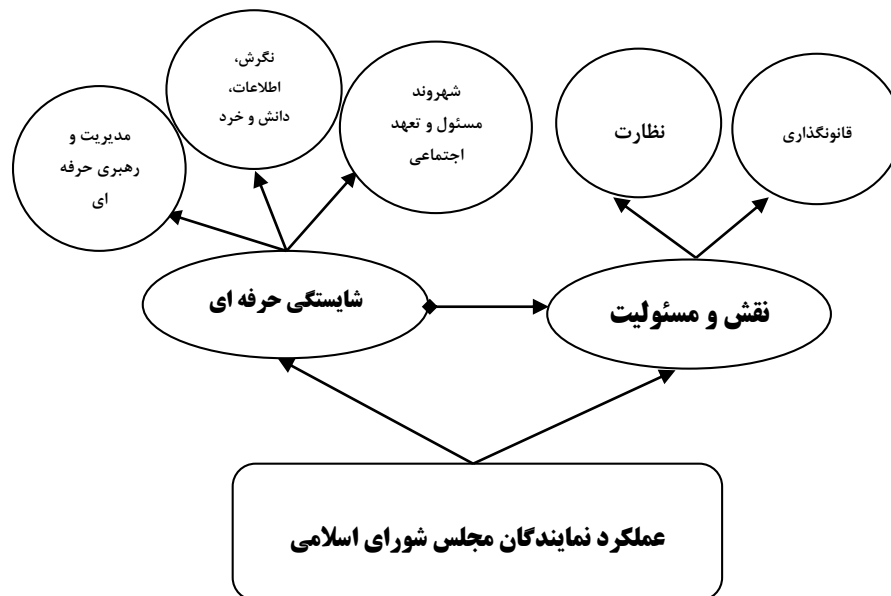 قانونگذاری
نظارت
شهروند
مسئول و تعهد
اجتماعی
نگرش،
اطلاعات،
دانش و خرد
مدیریت و
رهبری حرفه
ای
نقش و مسئولیت
شایستگی حرفه ای
عملکرد نمایندگان مجلس شورای اسلامی